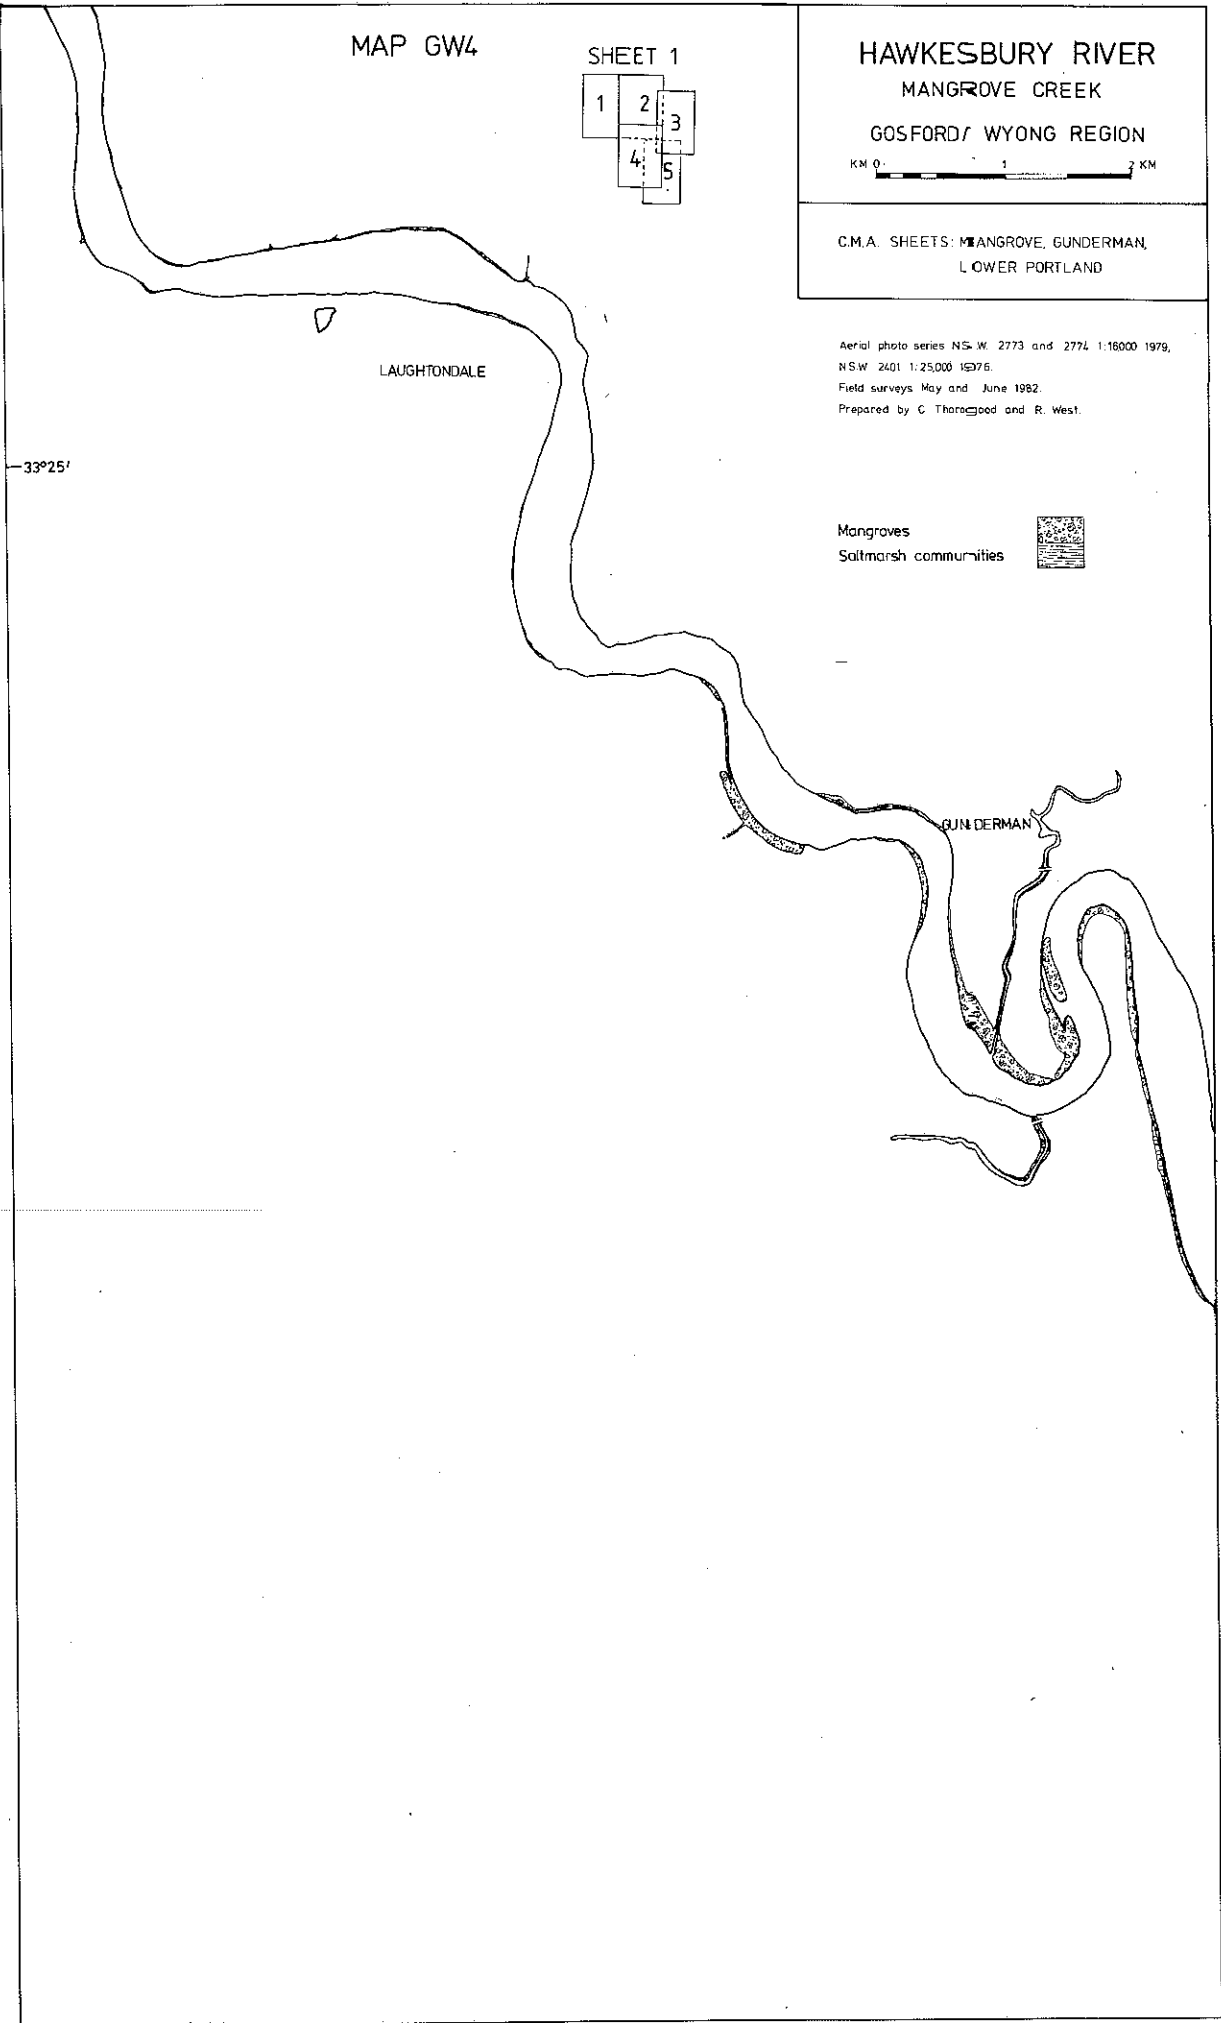 MAP GW4
SHEET 1
1
2
3
4
5
HAWKESBURY RIVER
MANGROVE CREEK
GOSFORD/ WYONG REGION
KM 0 1 2 KM
C.M.A. SHEETS: MANGROVE, GUNDERMAN,
LOWER PORTLAND
Aerial photo series N.S.W. 2773 and 2774 1:16000 1979,
N.S.W 2401 1:25,000 1976.
Field surveys May and June 1982.
Prepared by C Thorogood and R. West.
LAUGHTONDALE
33°25'
Mangroves
Saltmarsh communities
GUNDERMAN